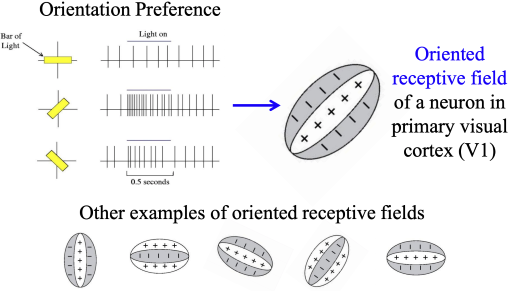 Orientation Preference
Bar of
Light
Light on
0.5 seconds
Oriented
receptive field
of a neuron in
primary visual
cortex (V1)
Other examples of oriented receptive fields